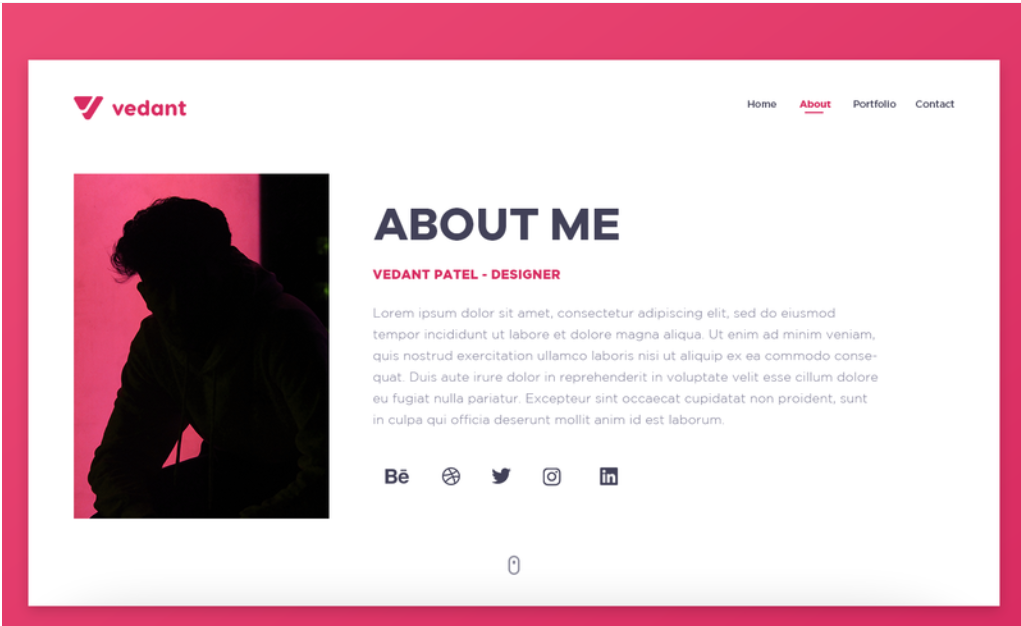 vedant
Home About Portfolio Contact
ABOUT ME
VEDANT PATEL - DESIGNER
Lorem ipsum dolor sit amet, consectetur adipiscing elit, sed do eiusmod
tempor incididunt ut labore et dolore magna aliqua. Ut enim ad minim veniam,
quis nostrud exercitation ullamco laboris nisi ut aliquip ex ea commodo conse-
quat. Duis aute irure dolor in reprehenderit in voluptate velit esse cillum dolore
eu fugiat nulla pariatur. Excepteur sint occaecat cupidatat non proident, sunt
in culpa qui officia deserunt mollit anim id est laborum.
Bē in